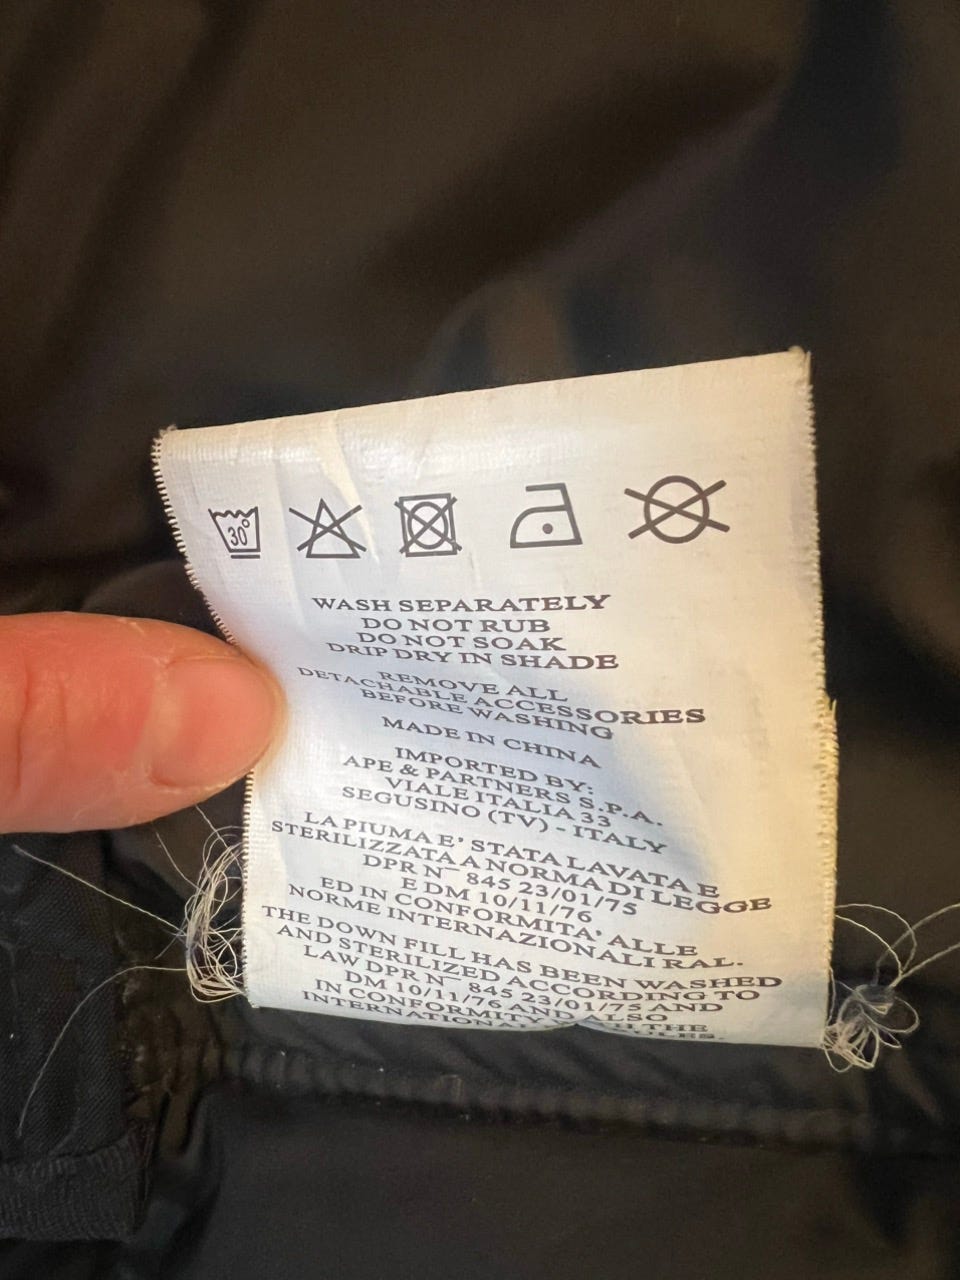 30°
WASH SEPARATELY
DO NOT RUB
DO NOT SOAK
DRIP DRY IN SHADE
REMOVE ALL
DETACHABLE ACCESSORIES
BEFORE WASHING
MADE IN CHINA
IMPORTED BY:
APE & PARTNERS S.P.A.
VIALE ITALIA 33
SEGUSINO (TV) - ITALY
LA PIUMA E' STATA LAVATA E
STERILIZZATA A NORMA DI LEGGE
DPR N– 845 23/01/75
E DM 10/11/76
ED IN CONFORMITA' ALLE
NORME INTERNAZIONALI RAL.
THE DOWN FILL HAS BEEN WASHED
AND STERILIZED ACCORDING TO
LAW DPR N– 845 23/01/75 AND
DM 10/11/76 AND ALSO
IN CONFORMITY WITH THE